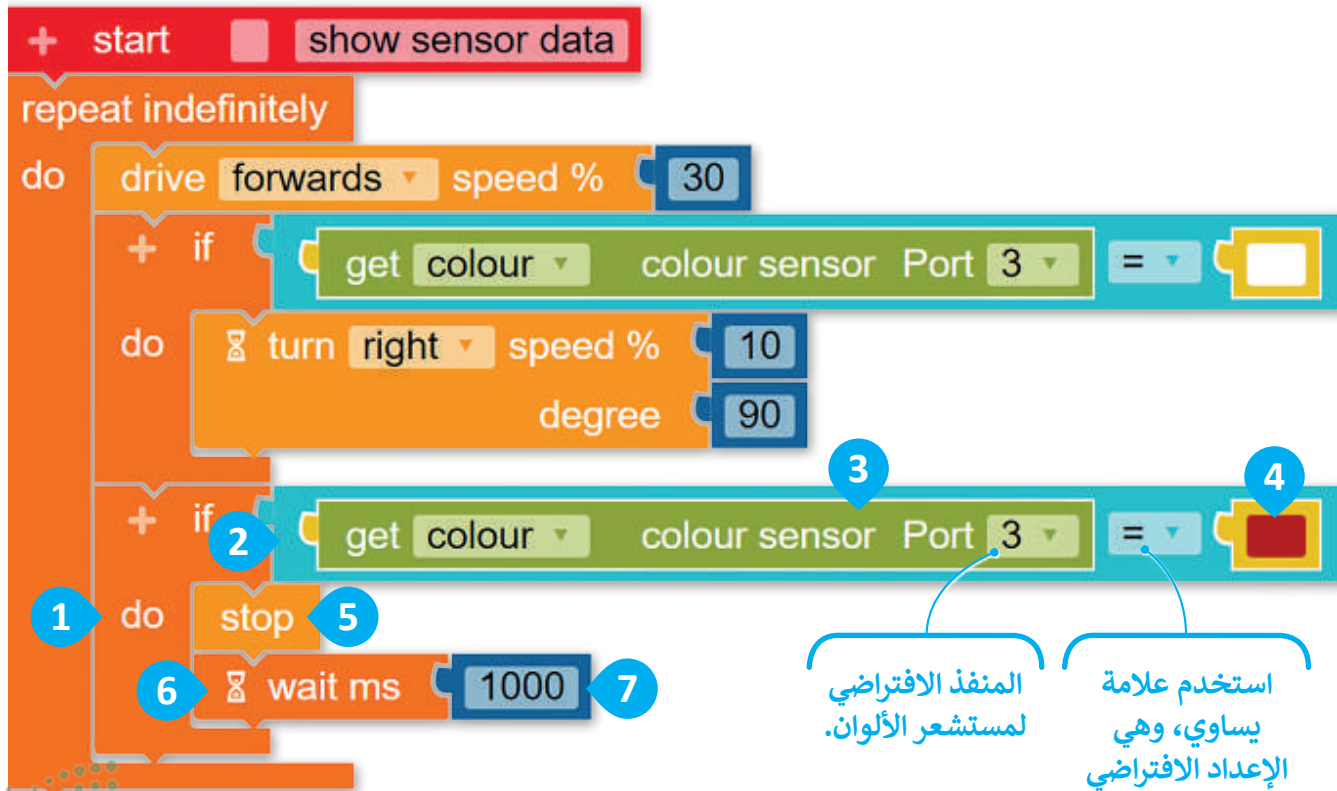 + start show sensor data
repeat indefinitely
do drive forwards speed % 30
+ if get colour colour sensor Port 3 =
do turn right speed % 10
degree 90
3 4
+ if 2 get colour colour sensor Port 3 =
1 do stop 5
6 wait ms 1000 7
المنفذ الافتراضي
لمستشعر الألوان.
استخدم علامة
يساوي، وهي
الإعداد الافتراضي